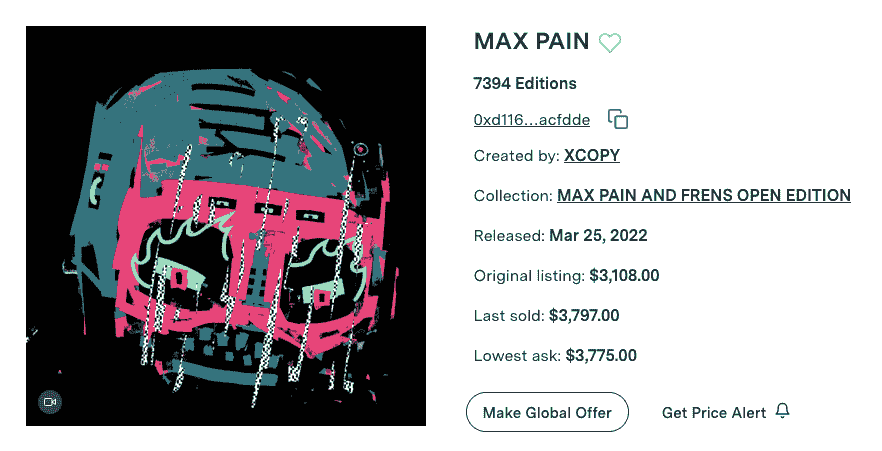 MAX PAIN
7394 Editions
0xd116...acfdde
Created by: XCOPY
Collection: MAX PAIN AND FRENS OPEN EDITION
Released: Mar 25, 2022
Original listing: $3,108.00
Last sold: $3,797.00
Lowest ask: $3,775.00
Make Global Offer
Get Price Alert